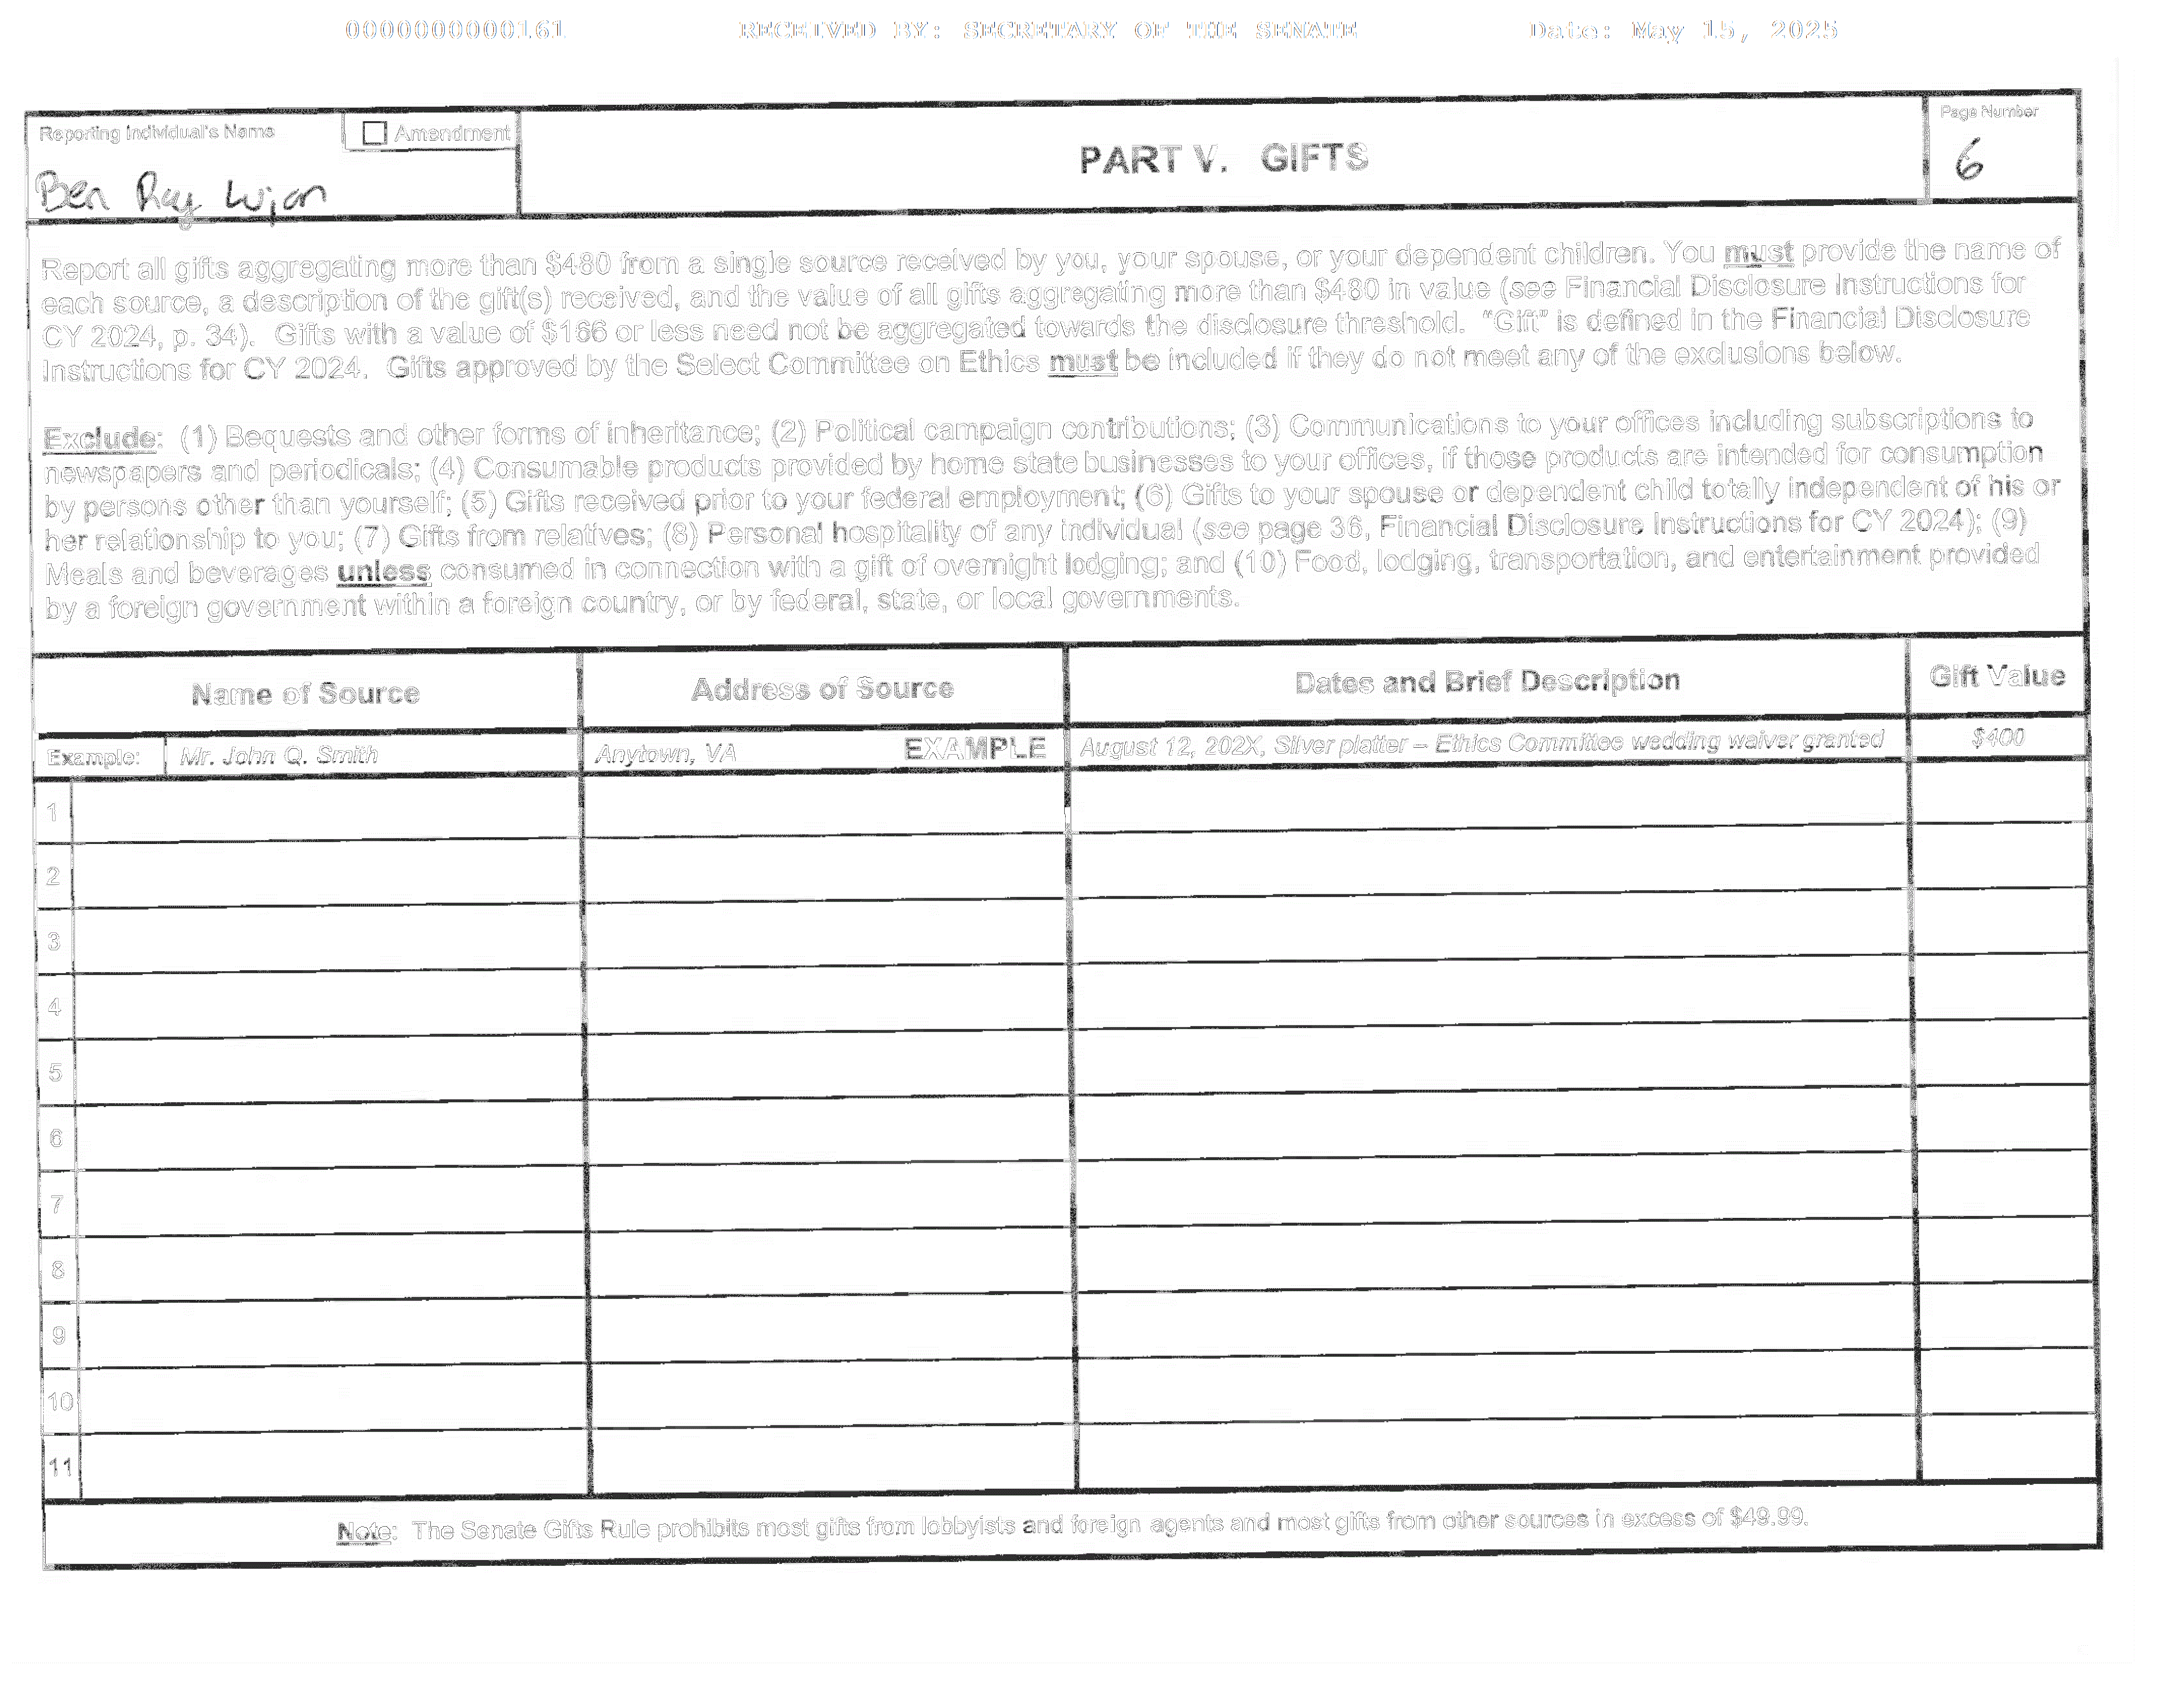 0000000000161 RECEIVED BY: SECRETARY OF THE SENATE Date: May 15, 2025
Reporting Individual's Name
Amendment
Ben Ray Lujan
PART V. GIFTS
Page Number
6
Report all gifts aggregating more than $480 from a single source received by you, your spouse, or your dependent children. You must provide the name of
each source, a description of the gift(s) received, and the value of all gifts aggregating more than $480 in value (see Financial Disclosure Instructions for
CY 2024, p. 34). Gifts with a value of $166 or less need not be aggregated towards the disclosure threshold. "Gift" is defined in the Financial Disclosure
Instructions for CY 2024. Gifts approved by the Select Committee on Ethics must be included if they do not meet any of the exclusions below.
Exclude: (1) Bequests and other forms of inheritance; (2) Political campaign contributions; (3) Communications to your offices including subscriptions to
newspapers and periodicals; (4) Consumable products provided by home state businesses to your offices, if those products are intended for consumption
by persons other than yourself; (5) Gifts received prior to your federal employment; (6) Gifts to your spouse or dependent child totally independent of his or
her relationship to you; (7) Gifts from relatives; (8) Personal hospitality of any individual (see page 36, Financial Disclosure Instructions for CY 2024); (9)
Meals and beverages unless consumed in connection with a gift of overnight lodging; and (10) Food, lodging, transportation, and entertainment provided
by a foreign government within a foreign country, or by federal, state, or local governments.
Name of Source Address of Source Dates and Brief Description Gift Value
Example: Mr. John Q. Smith Anytown, VA EXAMPLE August 12, 202X, Silver platter – Ethics Committee wedding waiver granted $400
1
2
3
4
5
6
7
8
9
10
11
Note: The Senate Gifts Rule prohibits most gifts from lobbyists and foreign agents and most gifts from other sources in excess of $49.99.